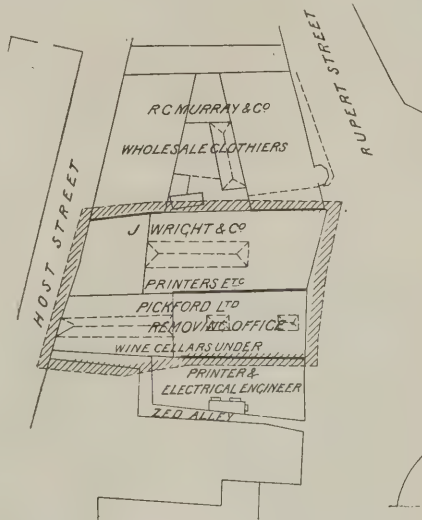 RUPERT STREET
R C MURRAY & Cº
WHOLESALE CLOTHIERS
HOST STREET
J WRIGHT & Cº
PRINTERS ETC
PICKFORD LTD
REMOVING OFFICE
WINE CELLARS UNDER
PRINTER &
ELECTRICAL ENGINEER
ZED ALLEY